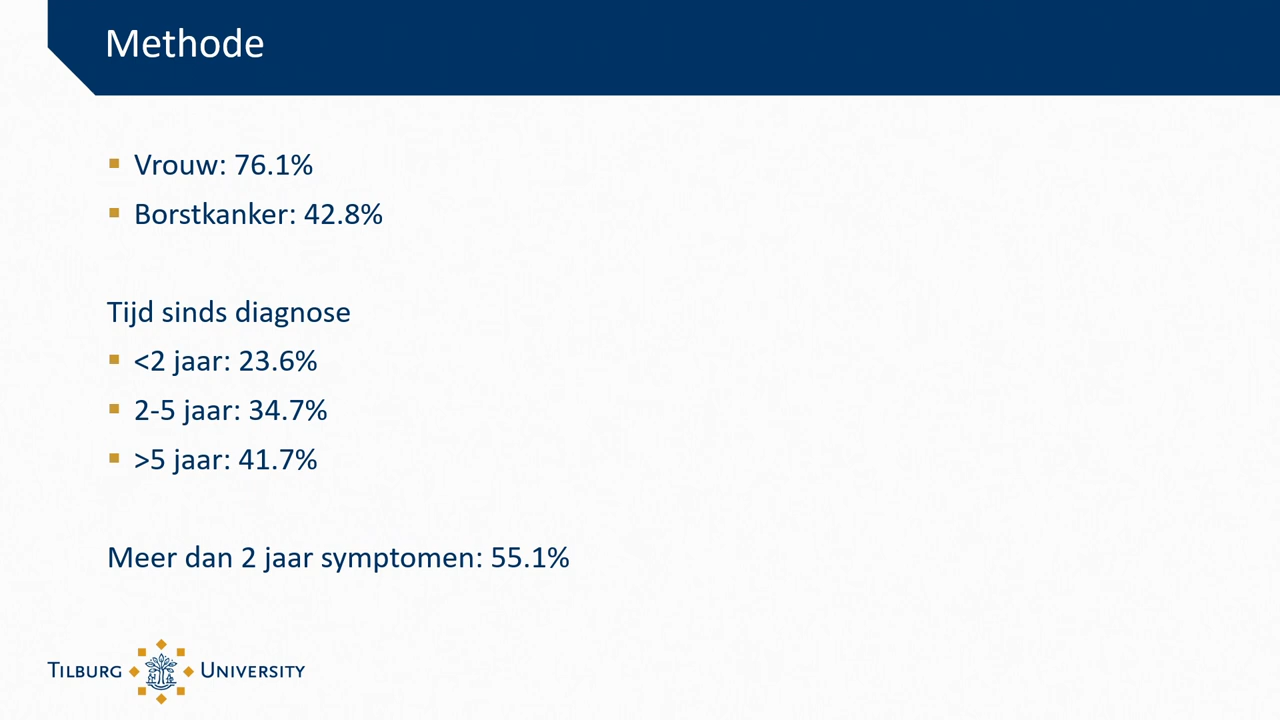 Methode
Vrouw: 76.1%
Borstkanker: 42.8%
Tijd sinds diagnose
<2 jaar: 23.6%
2-5 jaar: 34.7%
>5 jaar: 41.7%
Meer dan 2 jaar symptomen: 55.1%
TILBURG UNIVERSITY